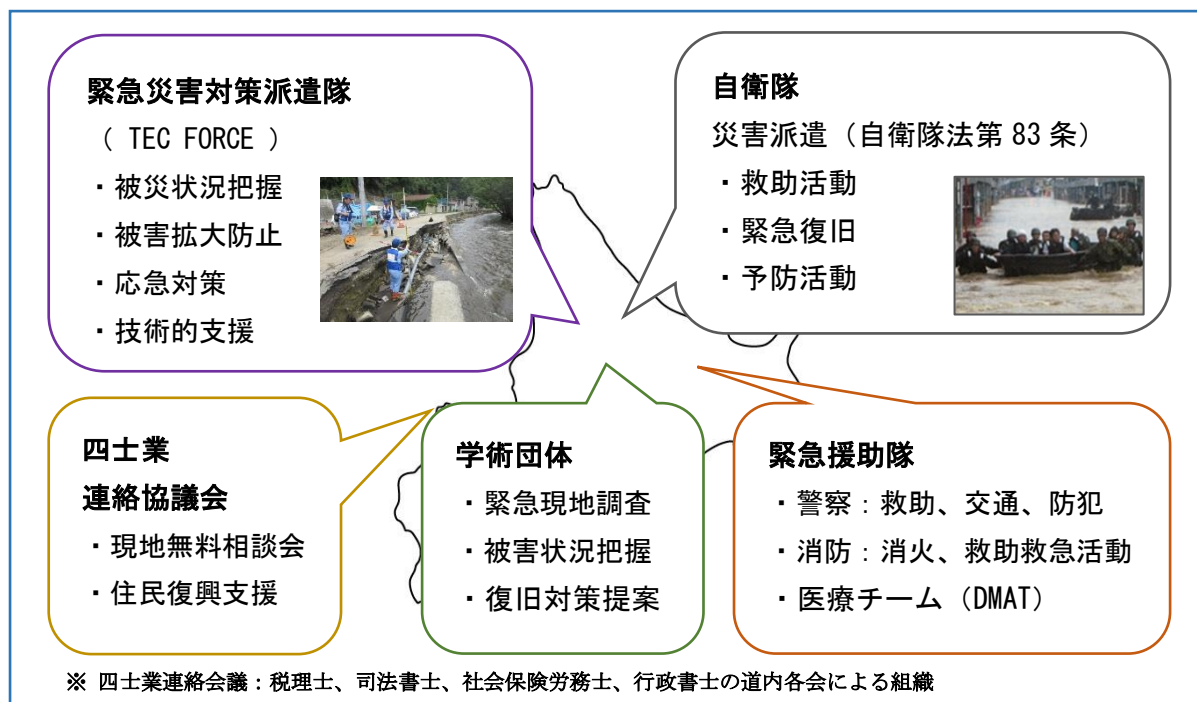 緊急災害対策派遣隊
（ TEC FORCE ）
・被災状況把握
・被害拡大防止
・応急対策
・技術的支援
自衛隊
災害派遣（自衛隊法第 83 条）
・救助活動
・緊急復旧
・予防活動
四士業
連絡協議会
・現地無料相談会
・住民復興支援
学術団体
・緊急現地調査
・被害状況把握
・復旧対策提案
緊急援助隊
・警察：救助、交通、防犯
・消防：消火、救助救急活動
・医療チーム（DMAT）
※ 四士業連絡会議：税理士、司法書士、社会保険労務士、行政書士の道内各会による組織